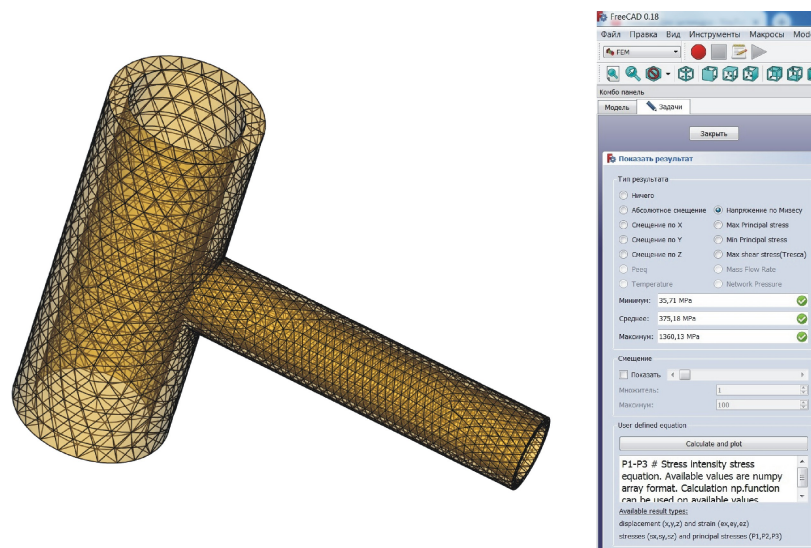 FreeCAD 0.18
Файл Правка Вид Инструменты Макросы
FEM
Комбо панель
Модель Задачи
Закрыть
Показать результат
Тип результата
Ничего
Абсолютное смещение Напряжение по Мизесу
Смещение по X Max Principal stress
Смещение по Y Min Principal stress
Смещение по Z Max shear stress(Tresca)
Peeq Mass Flow Rate
Temperature Network Pressure
Минимум: 35,71 MPa
Среднее: 375,18 MPa
Максимум: 1360,13 MPa
Смещение
Показать
Множитель: 1
Максимум: 100
User defined equation
Calculate and plot
P1-P3 # Stress intensity stress
equation. Available values are numpy
array format. Calculation np.function
can be used on available values
Available result types:
displacement (x,y,z) and strain (ex,ey,ez)
stresses (sx,sy,sz) and principal stresses (P1,P2,P3)